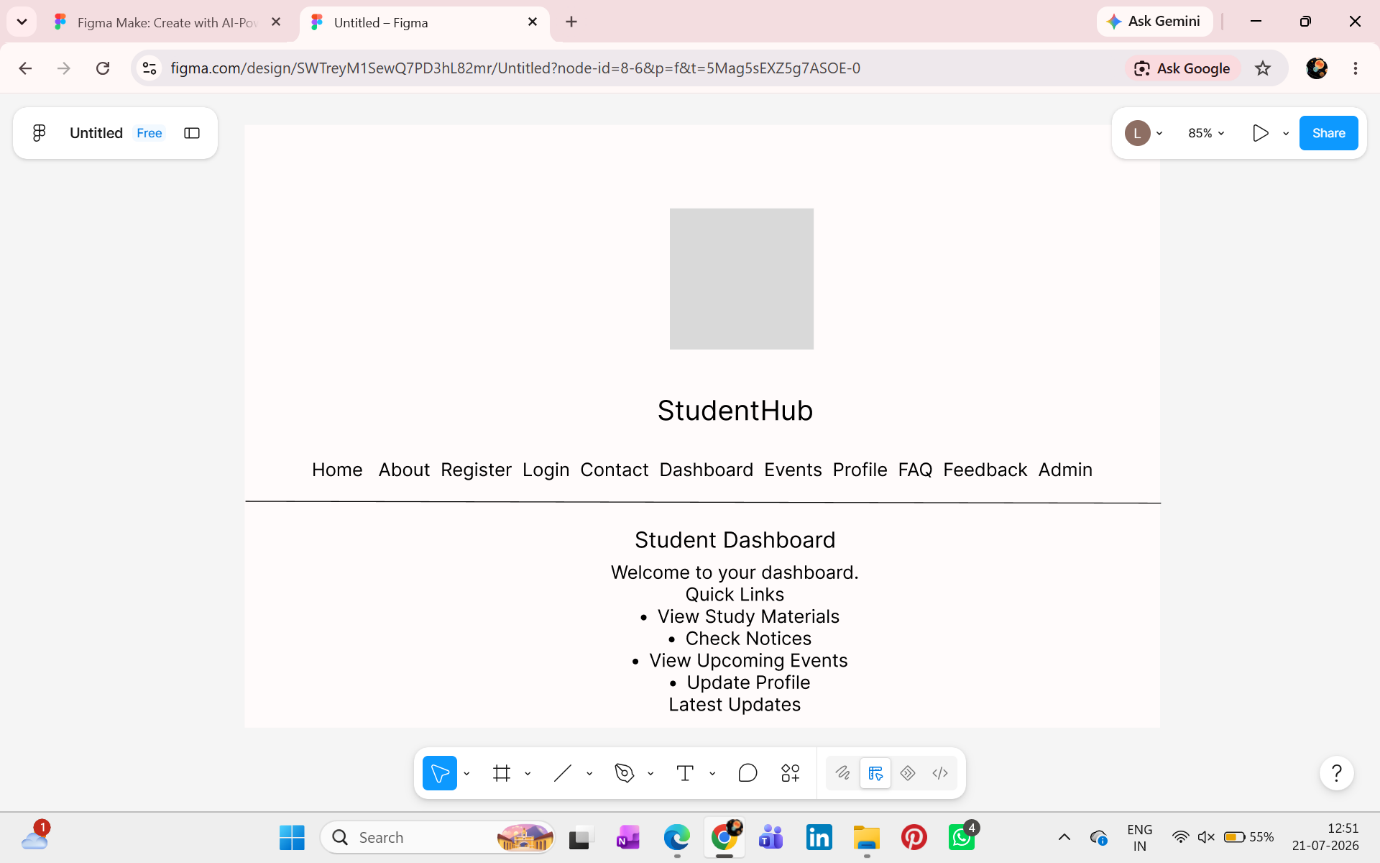 Figma Make: Create with AI-Po
Untitled – Figma
Ask Gemini
figma.com/design/SWTreyM1SewQ7PD3hL82mr/Untitled?node-id=8-6&p=f&t=5Mag5sEXZ5g7ASOE-0
Ask Google
Untitled Free
L 85% Share
StudentHub
Home About Register Login Contact Dashboard Events Profile FAQ Feedback Admin
Student Dashboard
Welcome to your dashboard.
Quick Links
• View Study Materials
• Check Notices
• View Upcoming Events
• Update Profile
Latest Updates
T
?
1
Search
N
4
ENG
IN
55%
12:51
21-07-2026